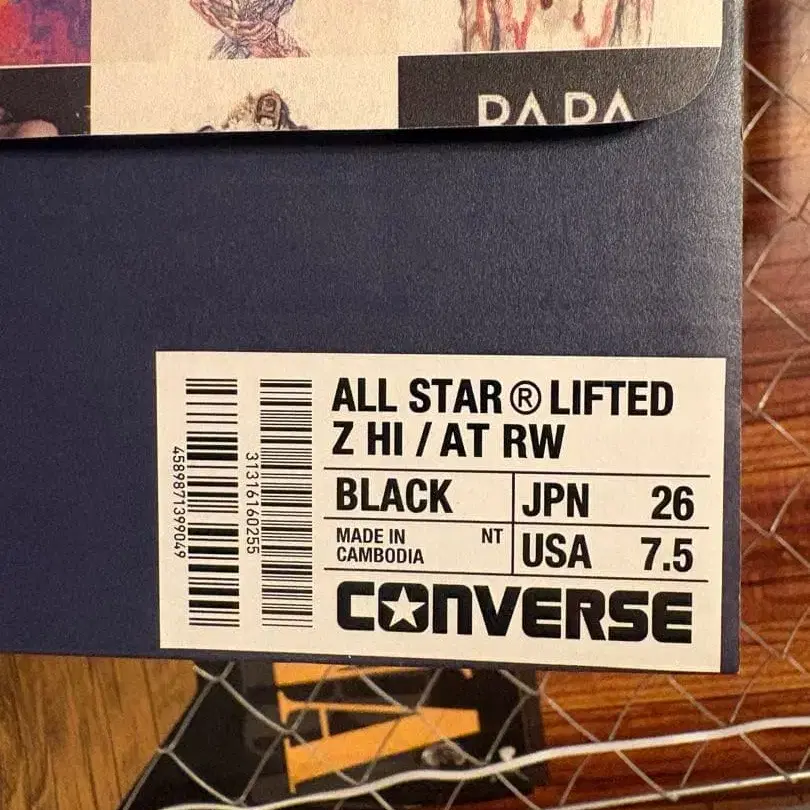 PAPA
ALL STAR® LIFTED
Z HI / AT RW
BLACK
JPN 26
MADE IN
CAMBODIA
NT
USA 7.5
CONVERSE
4589871399049
31316160255